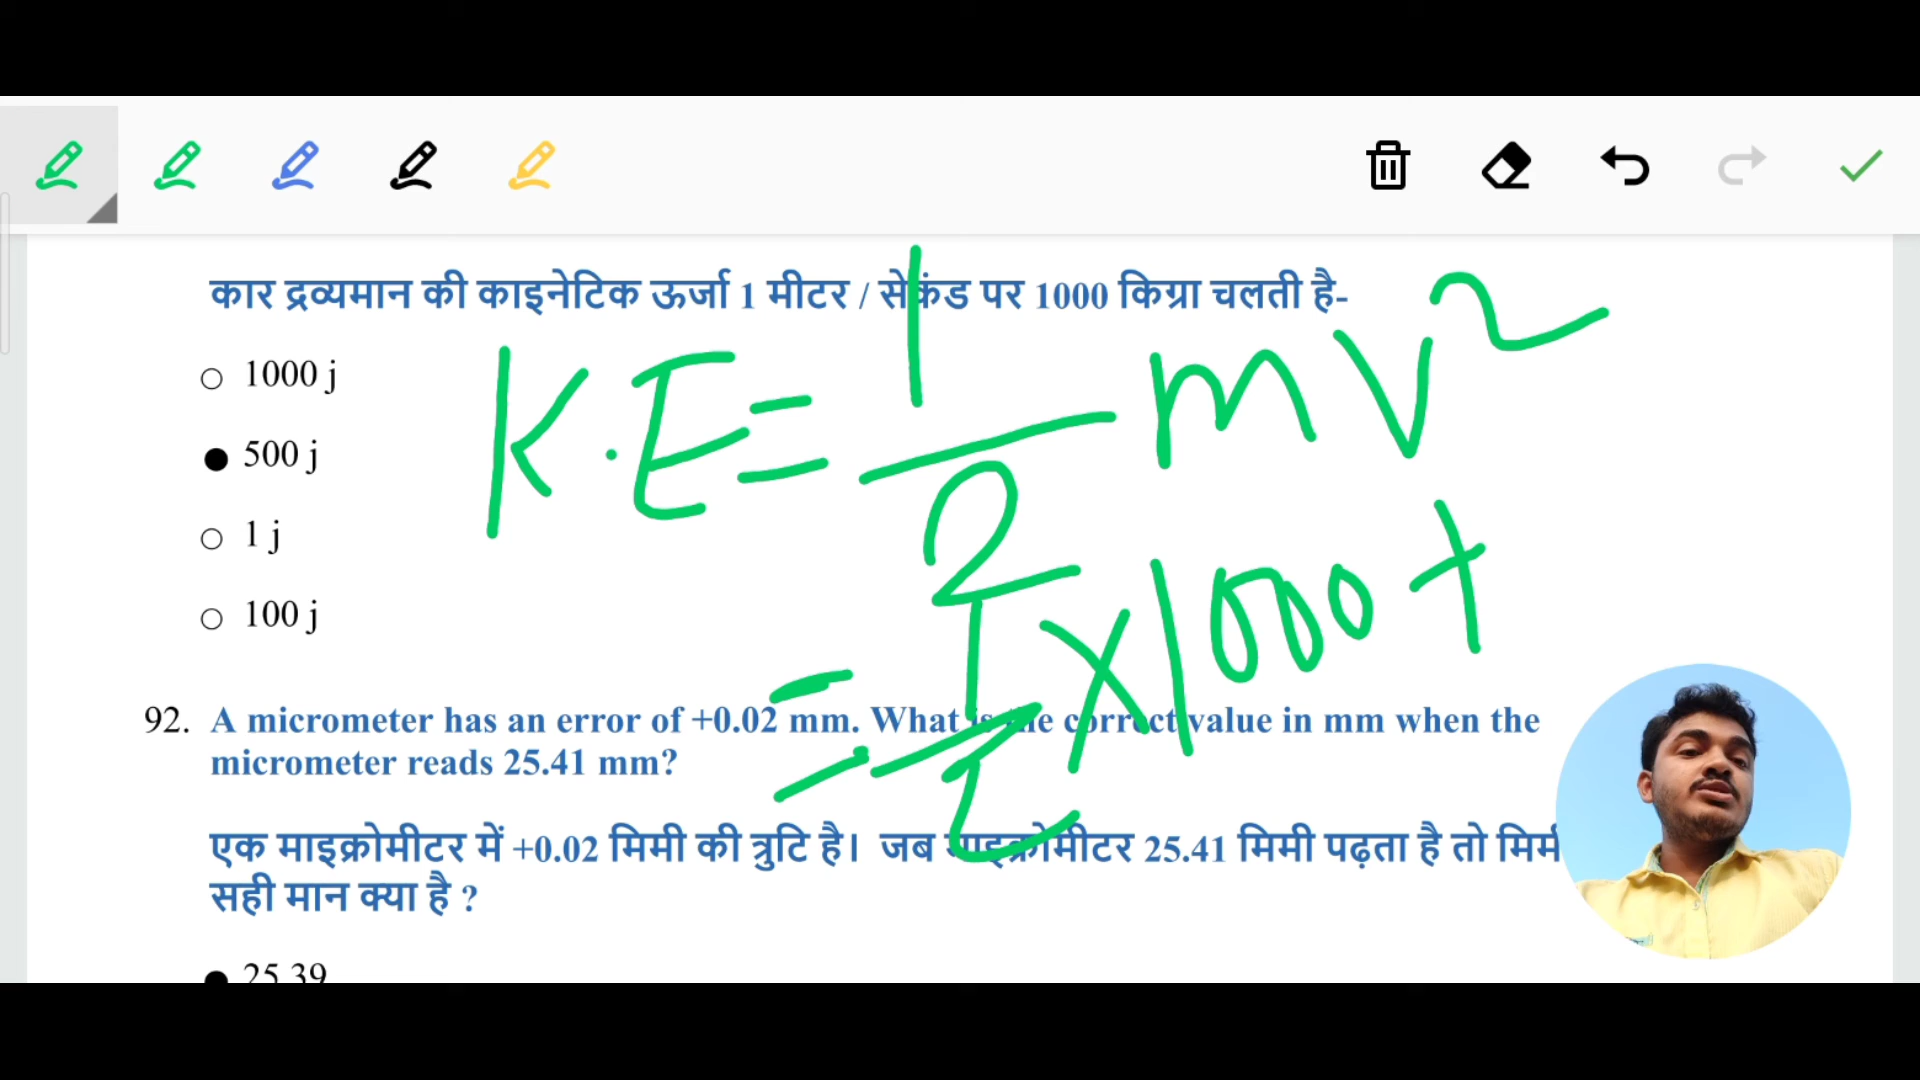 कार द्रव्यमान की काइनेटिक ऊर्जा 1 मीटर / सेकंड पर 1000 किग्रा चलती है-
1000 j
500 j
1 j
100 j
K.E = 1/2 mv²
= 1/2 × 1000 +
92. A micrometer has an error of +0.02 mm. What is the correct value in mm when the
micrometer reads 25.41 mm?
एक माइक्रोमीटर में +0.02 मिमी की त्रुटि है। जब माइक्रोमीटर 25.41 मिमी पढ़ता है तो
सही मान क्या है ?
25.39